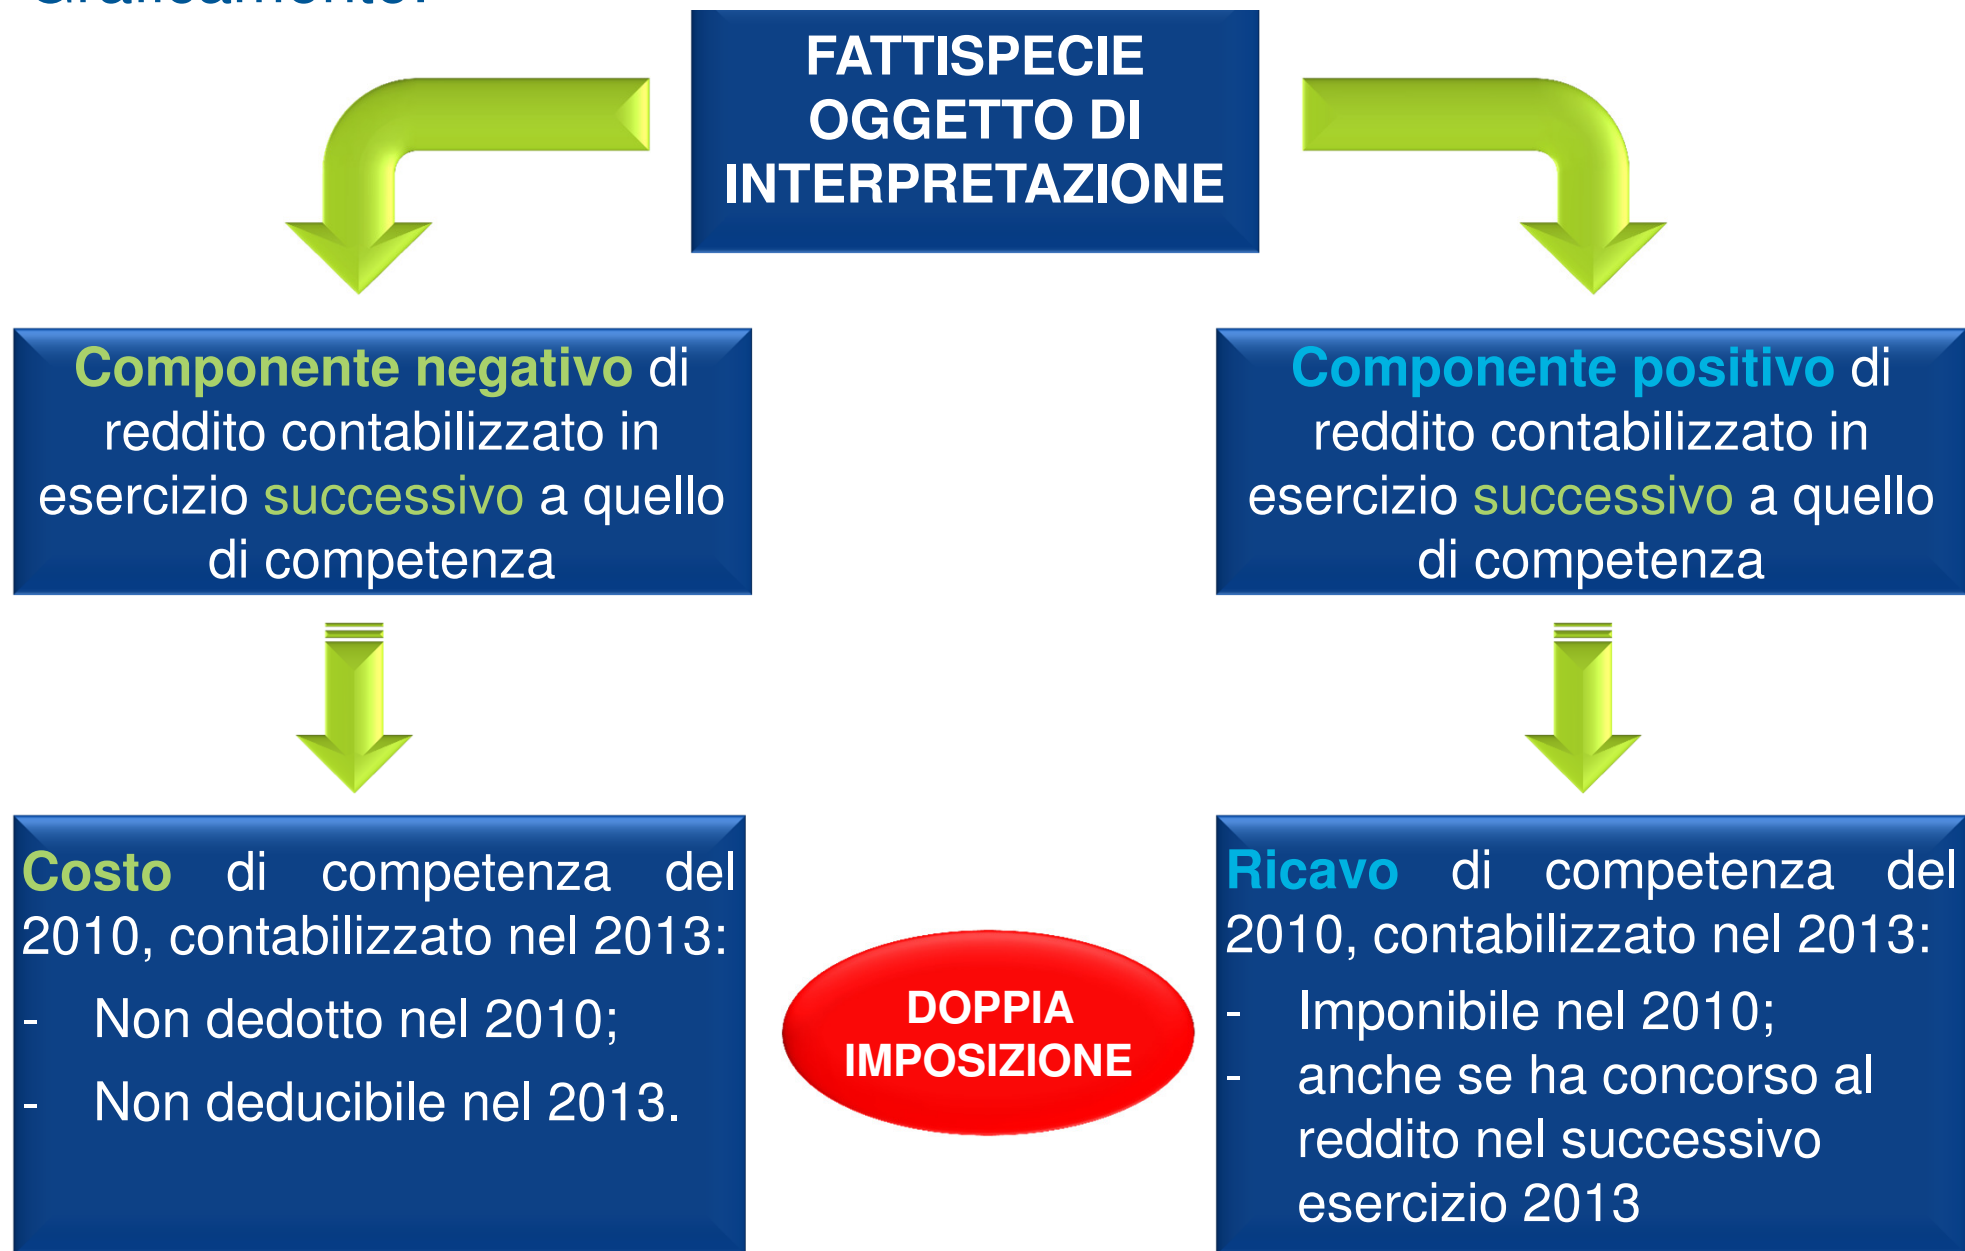 FATTISPECIE
OGGETTO DI
INTERPRETAZIONE
Componente negativo di
reddito contabilizzato in
esercizio successivo a quello
di competenza
Componente positivo di
reddito contabilizzato in
esercizio successivo a quello
di competenza
Costo di competenza del
2010, contabilizzato nel 2013:
- Non dedotto nel 2010;
- Non deducibile nel 2013.
DOPPIA
IMPOSIZIONE
Ricavo di competenza del
2010, contabilizzato nel 2013:
- Imponibile nel 2010;
- anche se ha concorso al
reddito nel successivo
esercizio 2013